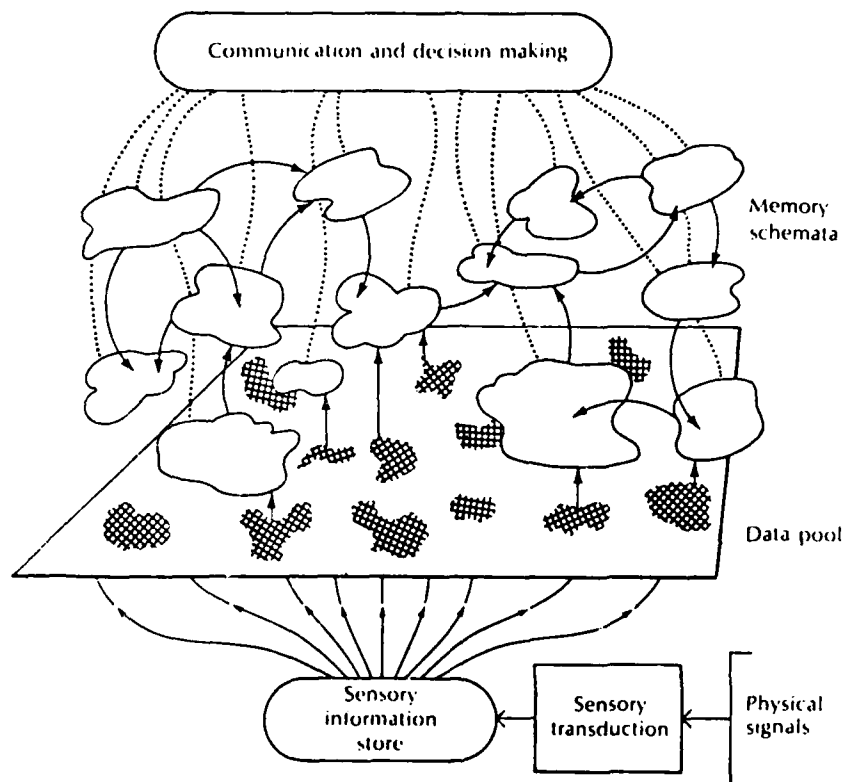 Communication and decision making
Memory
schemata
Data pool
Sensory
information
store
Sensory
transduction
Physical
signals